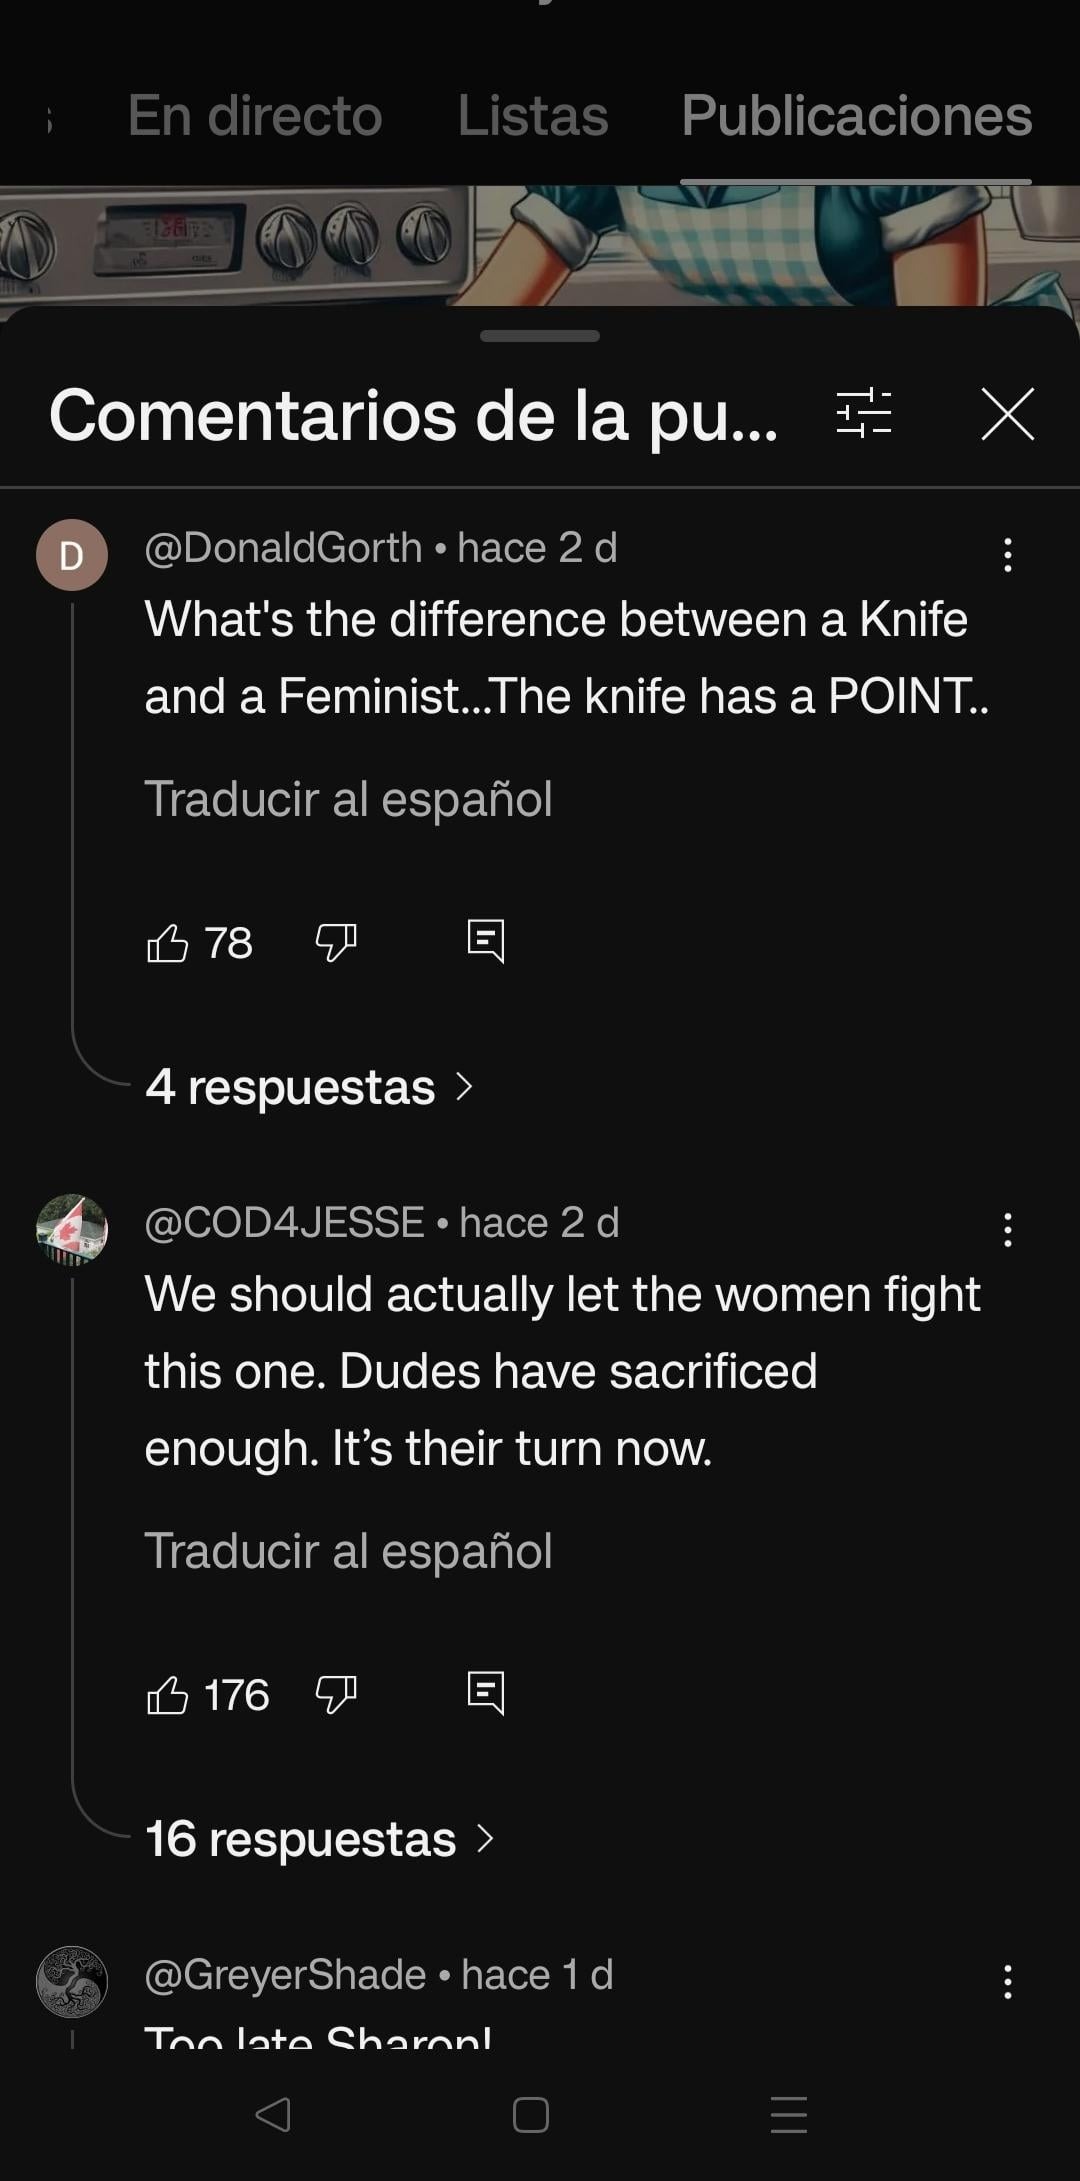 En directo Listas Publicaciones
Comentarios de la pu...
D @DonaldGorth • hace 2 d
What's the difference between a Knife
and a Feminist...The knife has a POINT..
Traducir al español
78
4 respuestas
@COD4JESSE • hace 2 d
We should actually let the women fight
this one. Dudes have sacrificed
enough. It’s their turn now.
Traducir al español
176
16 respuestas
@GreyerShade • hace 1 d
Too late Sharon!